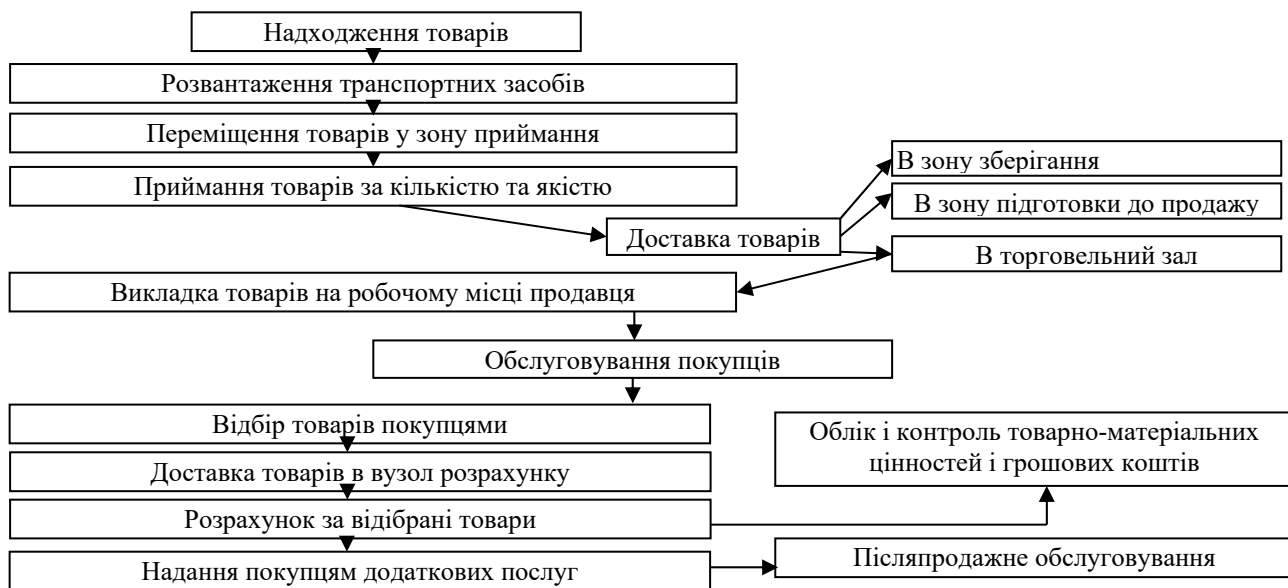 Надходження товарів
Розвантаження транспортних засобів
Переміщення товарів у зону приймання
Приймання товарів за кількістю та якістю
В зону зберігання
В зону підготовки до продажу
Доставка товарів
В торговельний зал
Викладка товарів на робочому місці продавця
Обслуговування покупців
Відбір товарів покупцями
Доставка товарів в вузол розрахунку
Розрахунок за відібрані товари
Облік і контроль товарно-матеріальних
цінностей і грошових коштів
Надання покупцям додаткових послуг
Післяпродажне обслуговування